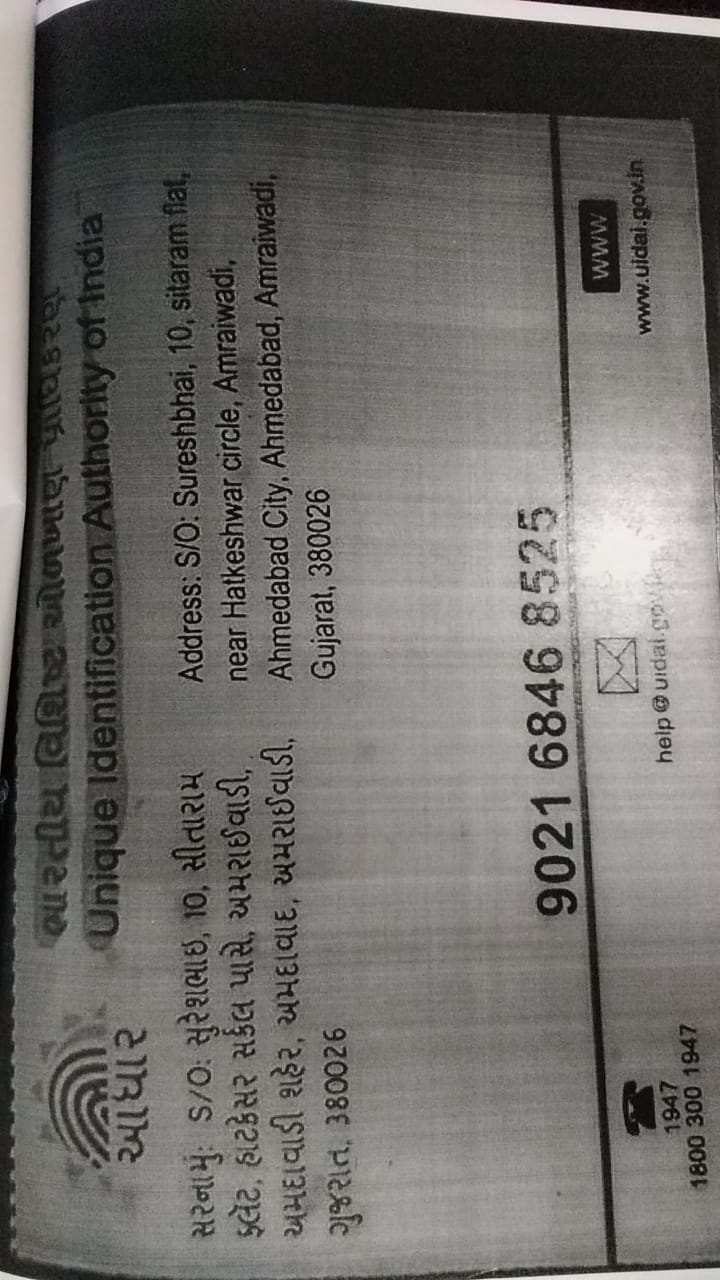 ભારતીય વિશિષ્ટ ઓળખાણ પ્રાધિકરણ
Unique Identification Authority of India
આધાર
સરનામું: S/O: સુરેશભાઇ, 10, સીતારામ
ફ્લેટ, હાટકેસર સર્કલ પાસે, અમરાઈવાડી,
અમદાવાડી શહેર, અમદાવાદ, અમરાઈવાડી,
ગુજરાત, 380026
Address: S/O: Sureshbhai, 10, sitaram flat,
near Hatkeshwar circle, Amraiwadi,
Ahmedabad City, Ahmedabad, Amraiwadi,
Gujarat, 380026
9021 6846 8525
1947
1800 300 1947
help@uidai.gov.in
WWW
www.uidai.gov.in